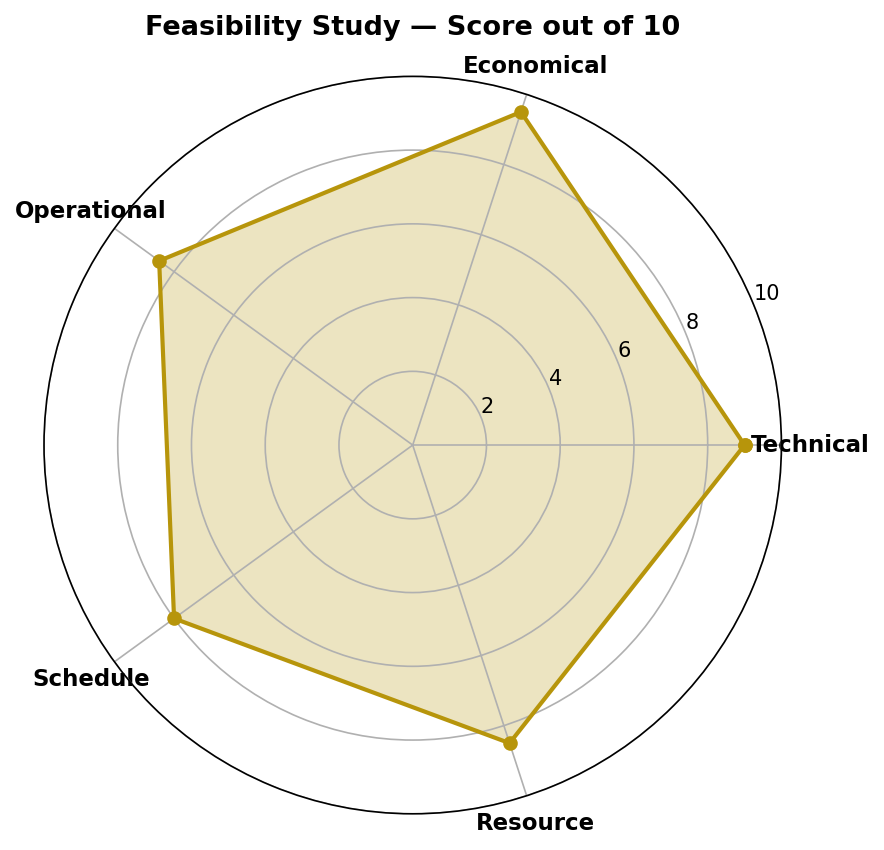 Feasibility Study — Score out of 10
Economical
Operational
10
8
6
4
2
Technical
Schedule
Resource